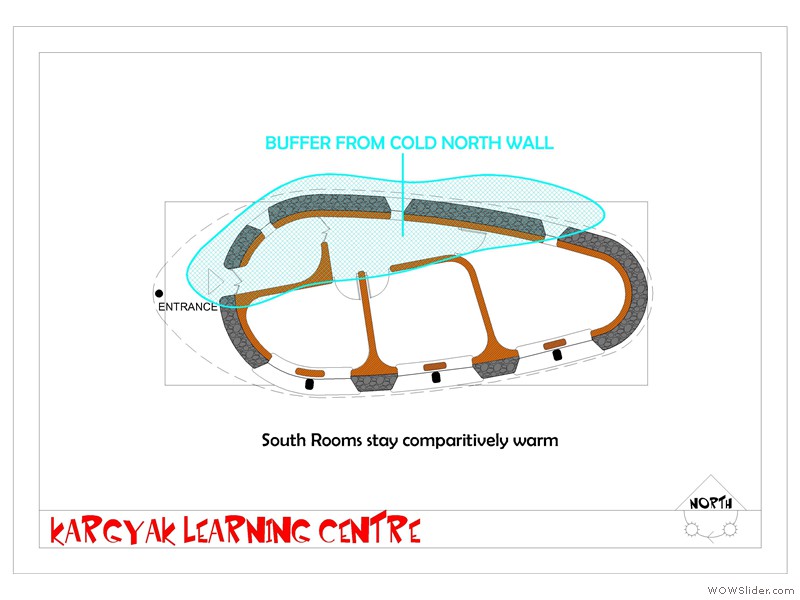 BUFFER FROM COLD NORTH WALL
ENTRANCE
South Rooms stay comparitively warm
NORTH
KARGYAK LEARNING CENTRE
WOWSlider.com